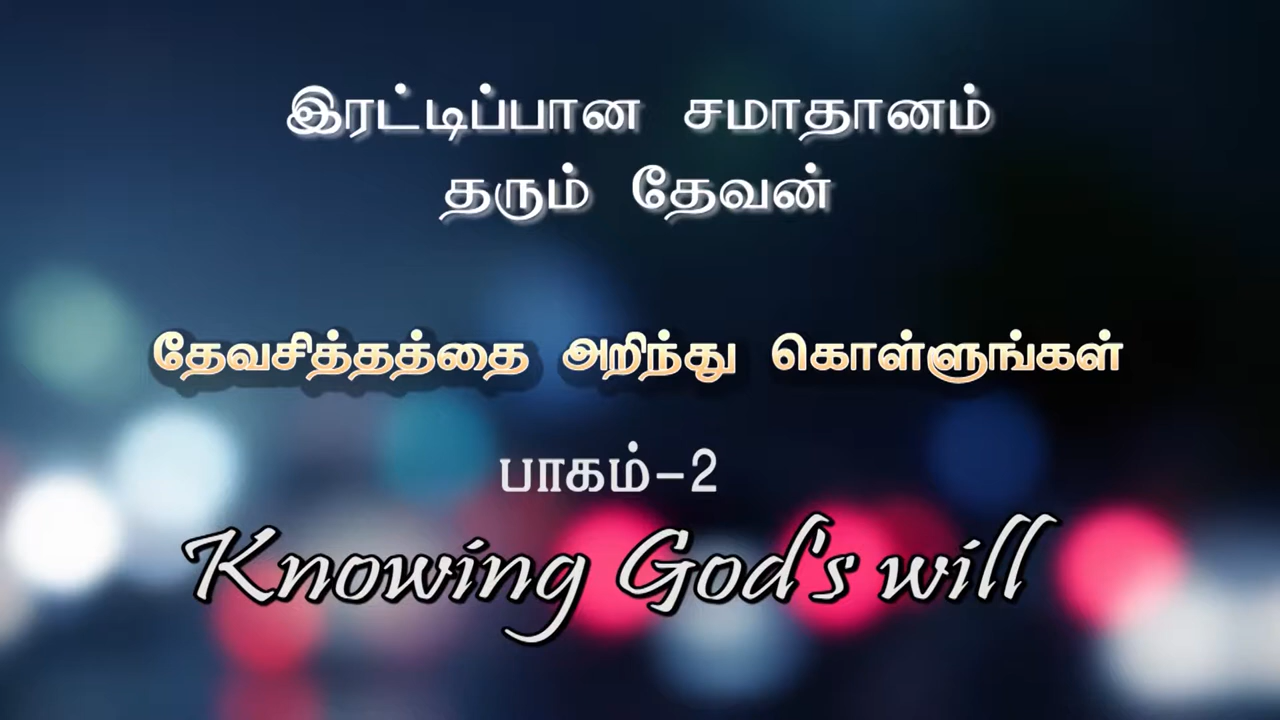 இரட்டிப்பான சமாதானம்
தரும் தேவன்
தேவசித்தத்தை அறிந்து கொள்ளுங்கள்
பாகம்-2
Knowing God's will